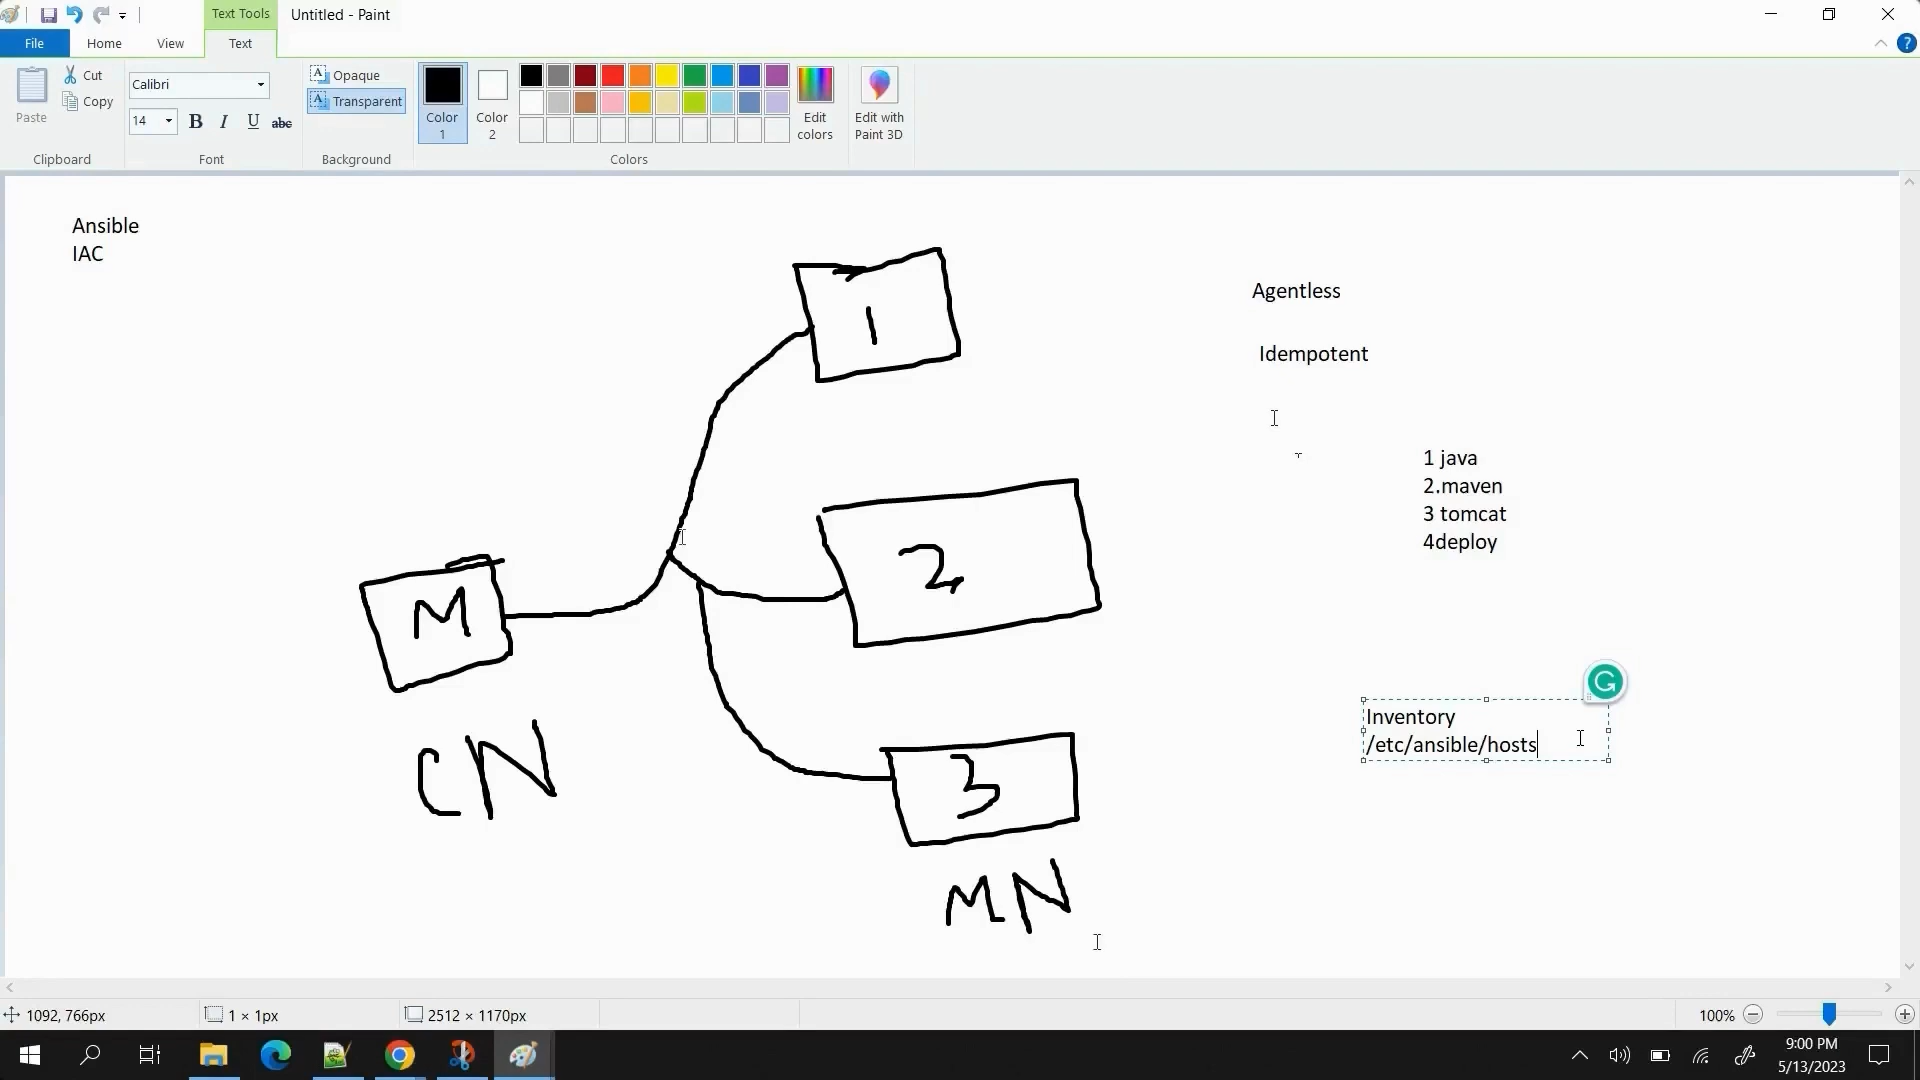 Text Tools
Untitled - Paint
File
Home
View
Text
Paste
Cut
Copy
Clipboard
Calibri
14
B
I
U
abc
Font
A Opaque
A Transparent
Background
Color 1
Color 2
Edit colors
Edit with Paint 3D
Colors
Ansible
IAC
1
Agentless
Idempotent
1 java
2.maven
3 tomcat
4deploy
2
M
CN
Inventory
/etc/ansible/hosts
3
MN
1092, 766px
1 × 1px
2512 × 1170px
100%
9:00 PM
5/13/2023